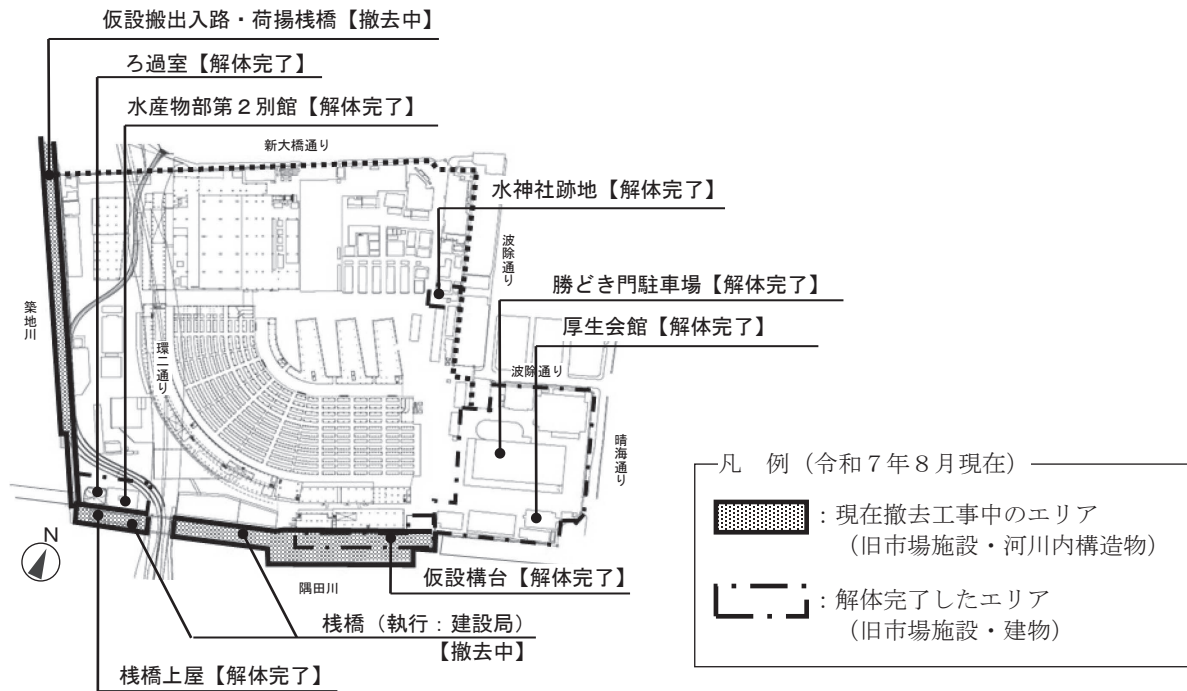 仮設搬出入路・荷揚桟橋【撤去中】
ろ過室【解体完了】
水産物部第２別館【解体完了】
新大橋通り
水神社跡地【解体完了】
波除通り
勝どき門駐車場【解体完了】
厚生会館【解体完了】
築地川
環二通り
波除通り
晴海通り
凡　例（令和７年８月現在）
：現在撤去工事中のエリア
（旧市場施設・河川内構造物）
：解体完了したエリア
（旧市場施設・建物）
N
隅田川
仮設構台【解体完了】
桟橋（執行：建設局）
【撤去中】
桟橋上屋【解体完了】